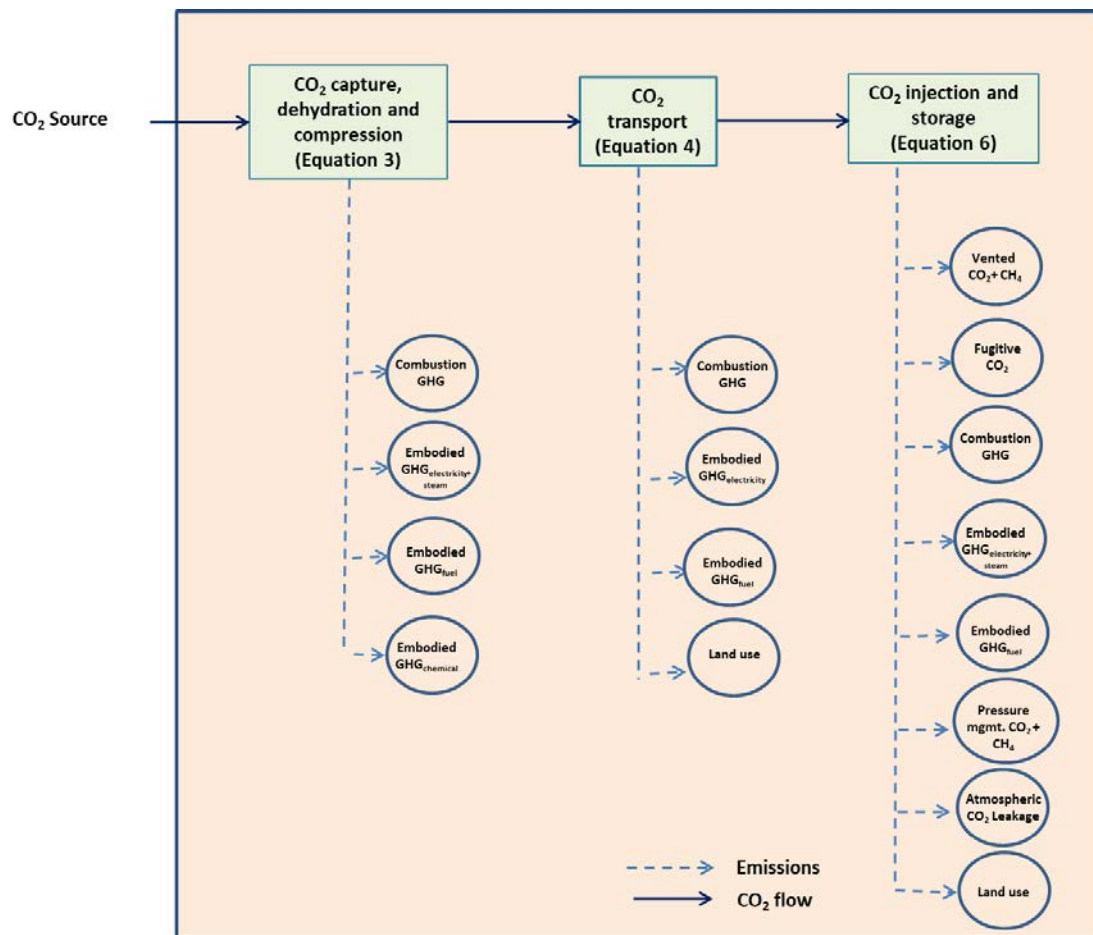 CO₂ Source
CO₂ capture,
dehydration and
compression
(Equation 3)
CO₂
transport
(Equation 4)
CO₂ injection and
storage
(Equation 6)
Combustion
GHG
Embodied
GHGelectricity+
steam
Embodied
GHGfuel
Embodied
GHGchemical
Combustion
GHG
Embodied
GHGelectricity
Embodied
GHGfuel
Land use
Vented
CO₂+ CH₄
Fugitive
CO₂
Combustion
GHG
Embodied
GHGelectricity+
steam
Embodied
GHGfuel
Pressure
mgmt. CO₂ +
CH₄
Atmospheric
CO₂ Leakage
Land use
Emissions
CO₂ flow